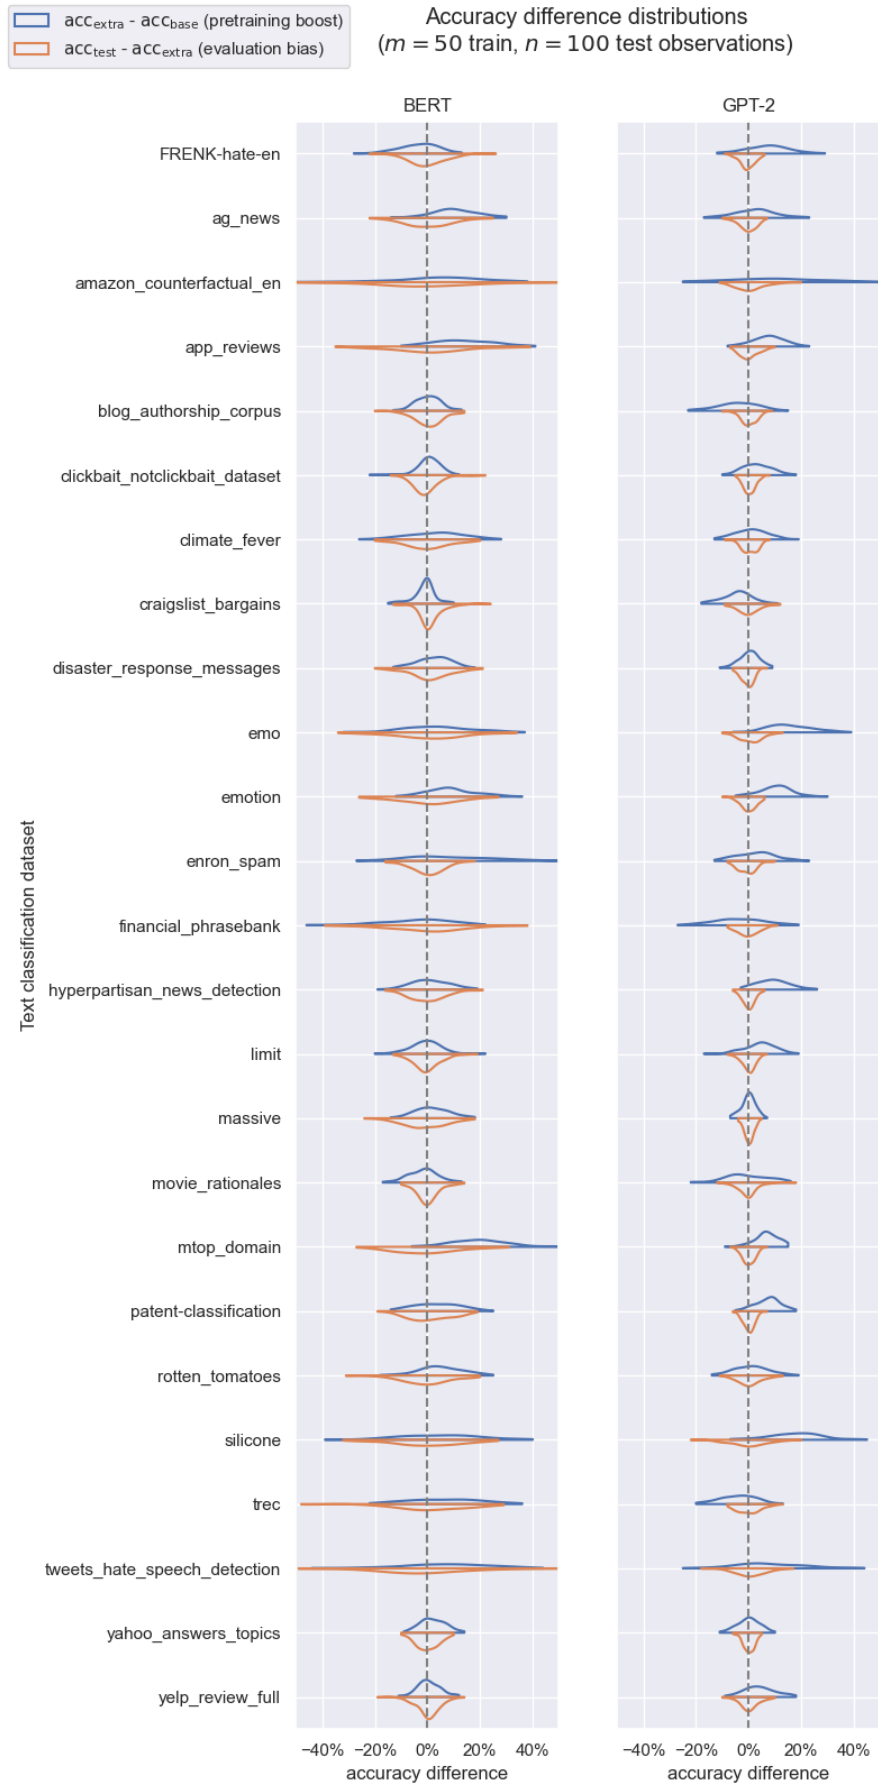 acc_extra - acc_base (pretraining boost)
acc_test - acc_extra (evaluation bias)
Accuracy difference distributions
(m = 50 train, n = 100 test observations)
BERT
GPT-2
FRENK-hate-en
ag_news
amazon_counterfactual_en
app_reviews
blog_authorship_corpus
clickbait_notclickbait_dataset
climate_fever
craigslist_bargains
disaster_response_messages
emo
emotion
enron_spam
financial_phrasebank
hyperpartisan_news_detection
limit
massive
movie_rationales
mtop_domain
patent-classification
rotten_tomatoes
silicone
trec
tweets_hate_speech_detection
yahoo_answers_topics
yelp_review_full
Text classification dataset
−40% −20% 0% 20% 40%
−40% −20% 0% 20% 40%
accuracy difference
accuracy difference